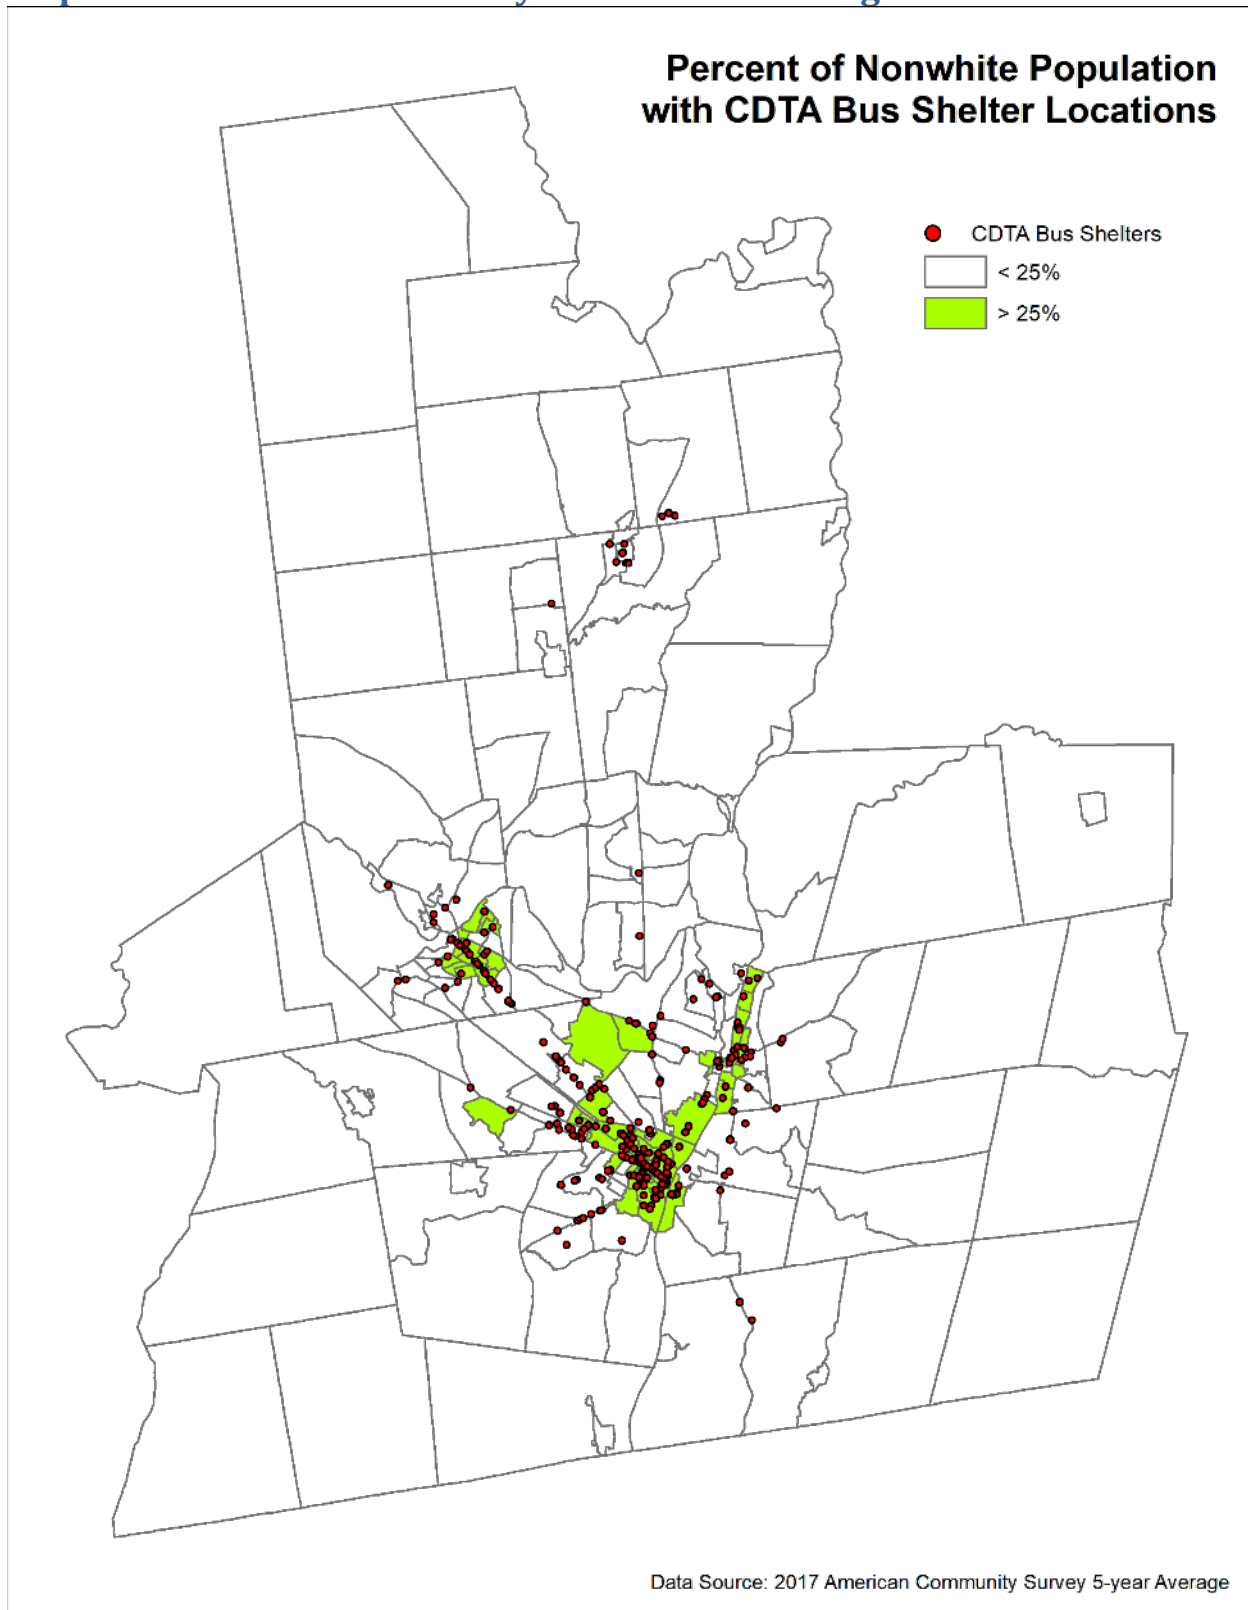 Percent of Nonwhite Population
with CDTA Bus Shelter Locations
CDTA Bus Shelters
< 25%
> 25%
Data Source: 2017 American Community Survey 5-year Average